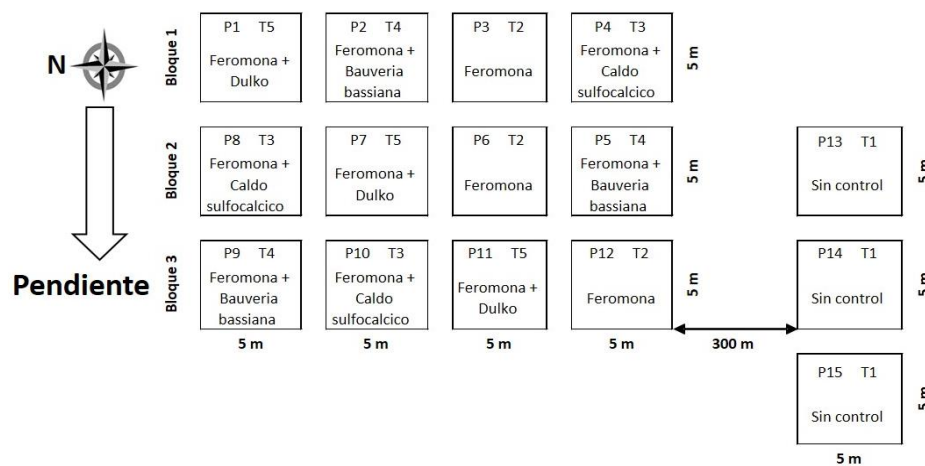 Bloque 1
P1 T5
Feromona +
Dulko
P2 T4
Feromona +
Bauveria
bassiana
P3 T2
Feromona
P4 T3
Feromona +
Caldo
sulfocalcico
5 m
N
Bloque 2
P8 T3
Feromona +
Caldo
sulfocalcico
P7 T5
Feromona +
Dulko
P6 T2
Feromona
P5 T4
Feromona +
Bauveria
bassiana
5 m
P13 T1
Sin control
5 m
Pendiente
Bloque 3
P9 T4
Feromona +
Bauveria
bassiana
P10 T3
Feromona +
Caldo
sulfocalcico
P11 T5
Feromona +
Dulko
P12 T2
Feromona
5 m
P14 T1
Sin control
5 m
5 m
5 m
5 m
5 m
300 m
P15 T1
Sin control
5 m
5 m